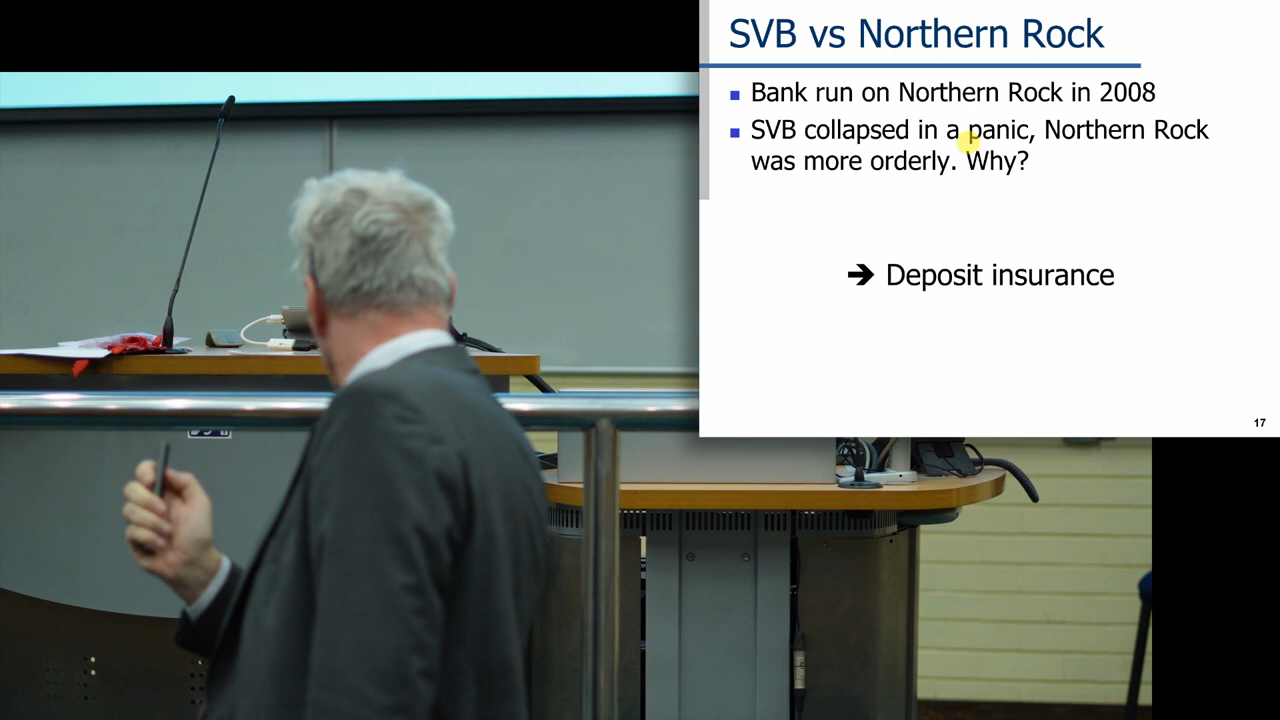 SVB vs Northern Rock
Bank run on Northern Rock in 2008
SVB collapsed in a panic, Northern Rock
was more orderly. Why?
➔ Deposit insurance
17